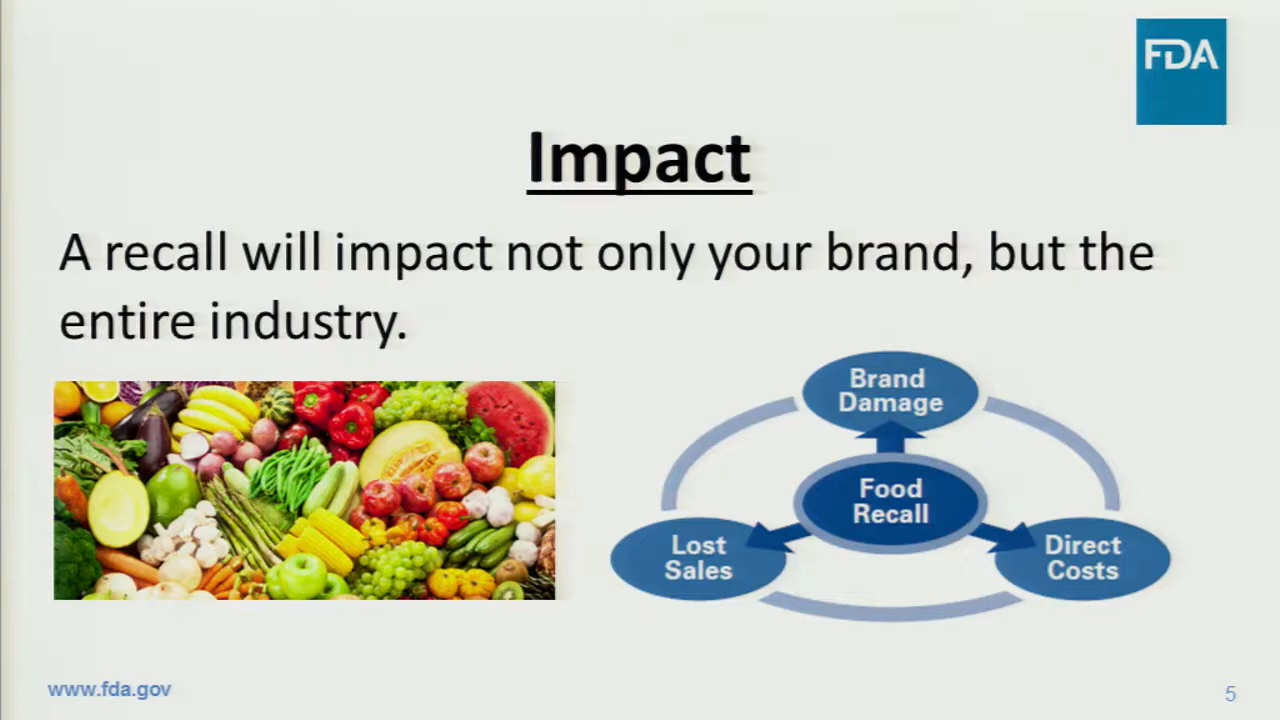 FDA
Impact
A recall will impact not only your brand, but the
entire industry.
Brand
Damage
Food
Recall
Lost
Sales
Direct
Costs
www.fda.gov
5